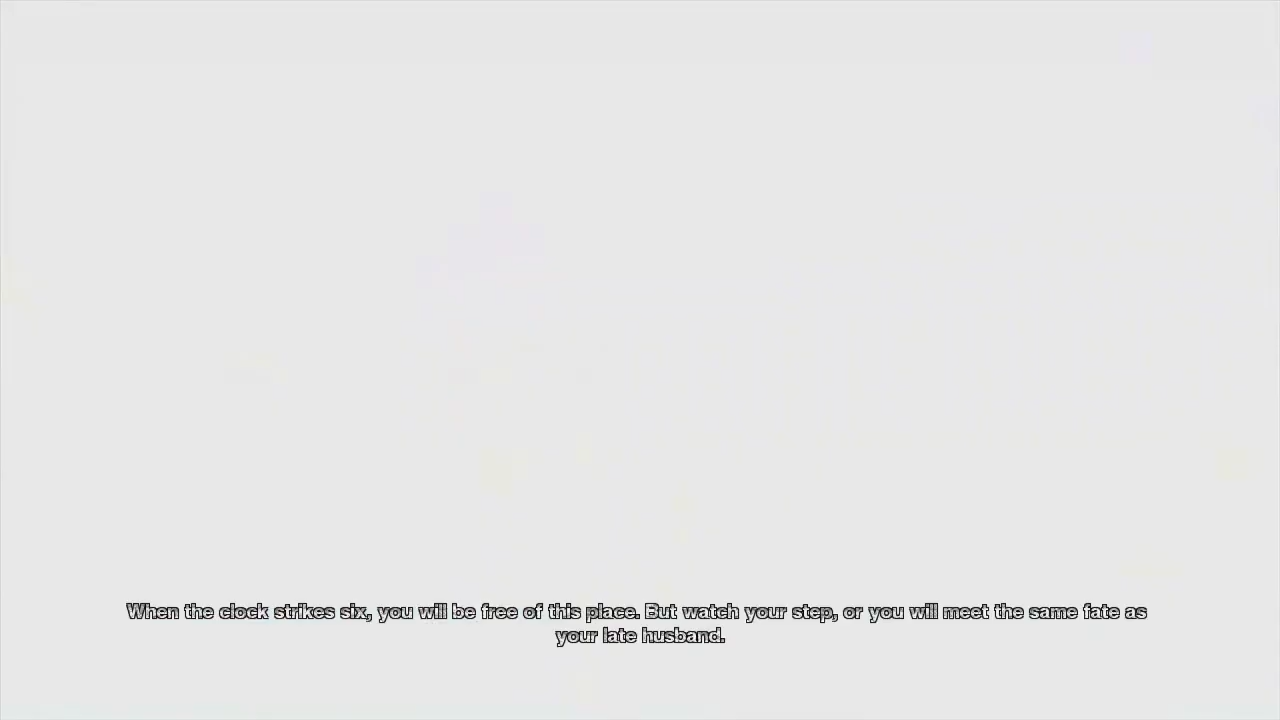 When the clock strikes six, you will be free of this place. But watch your step, or you will meet the same fate as
your late husband.